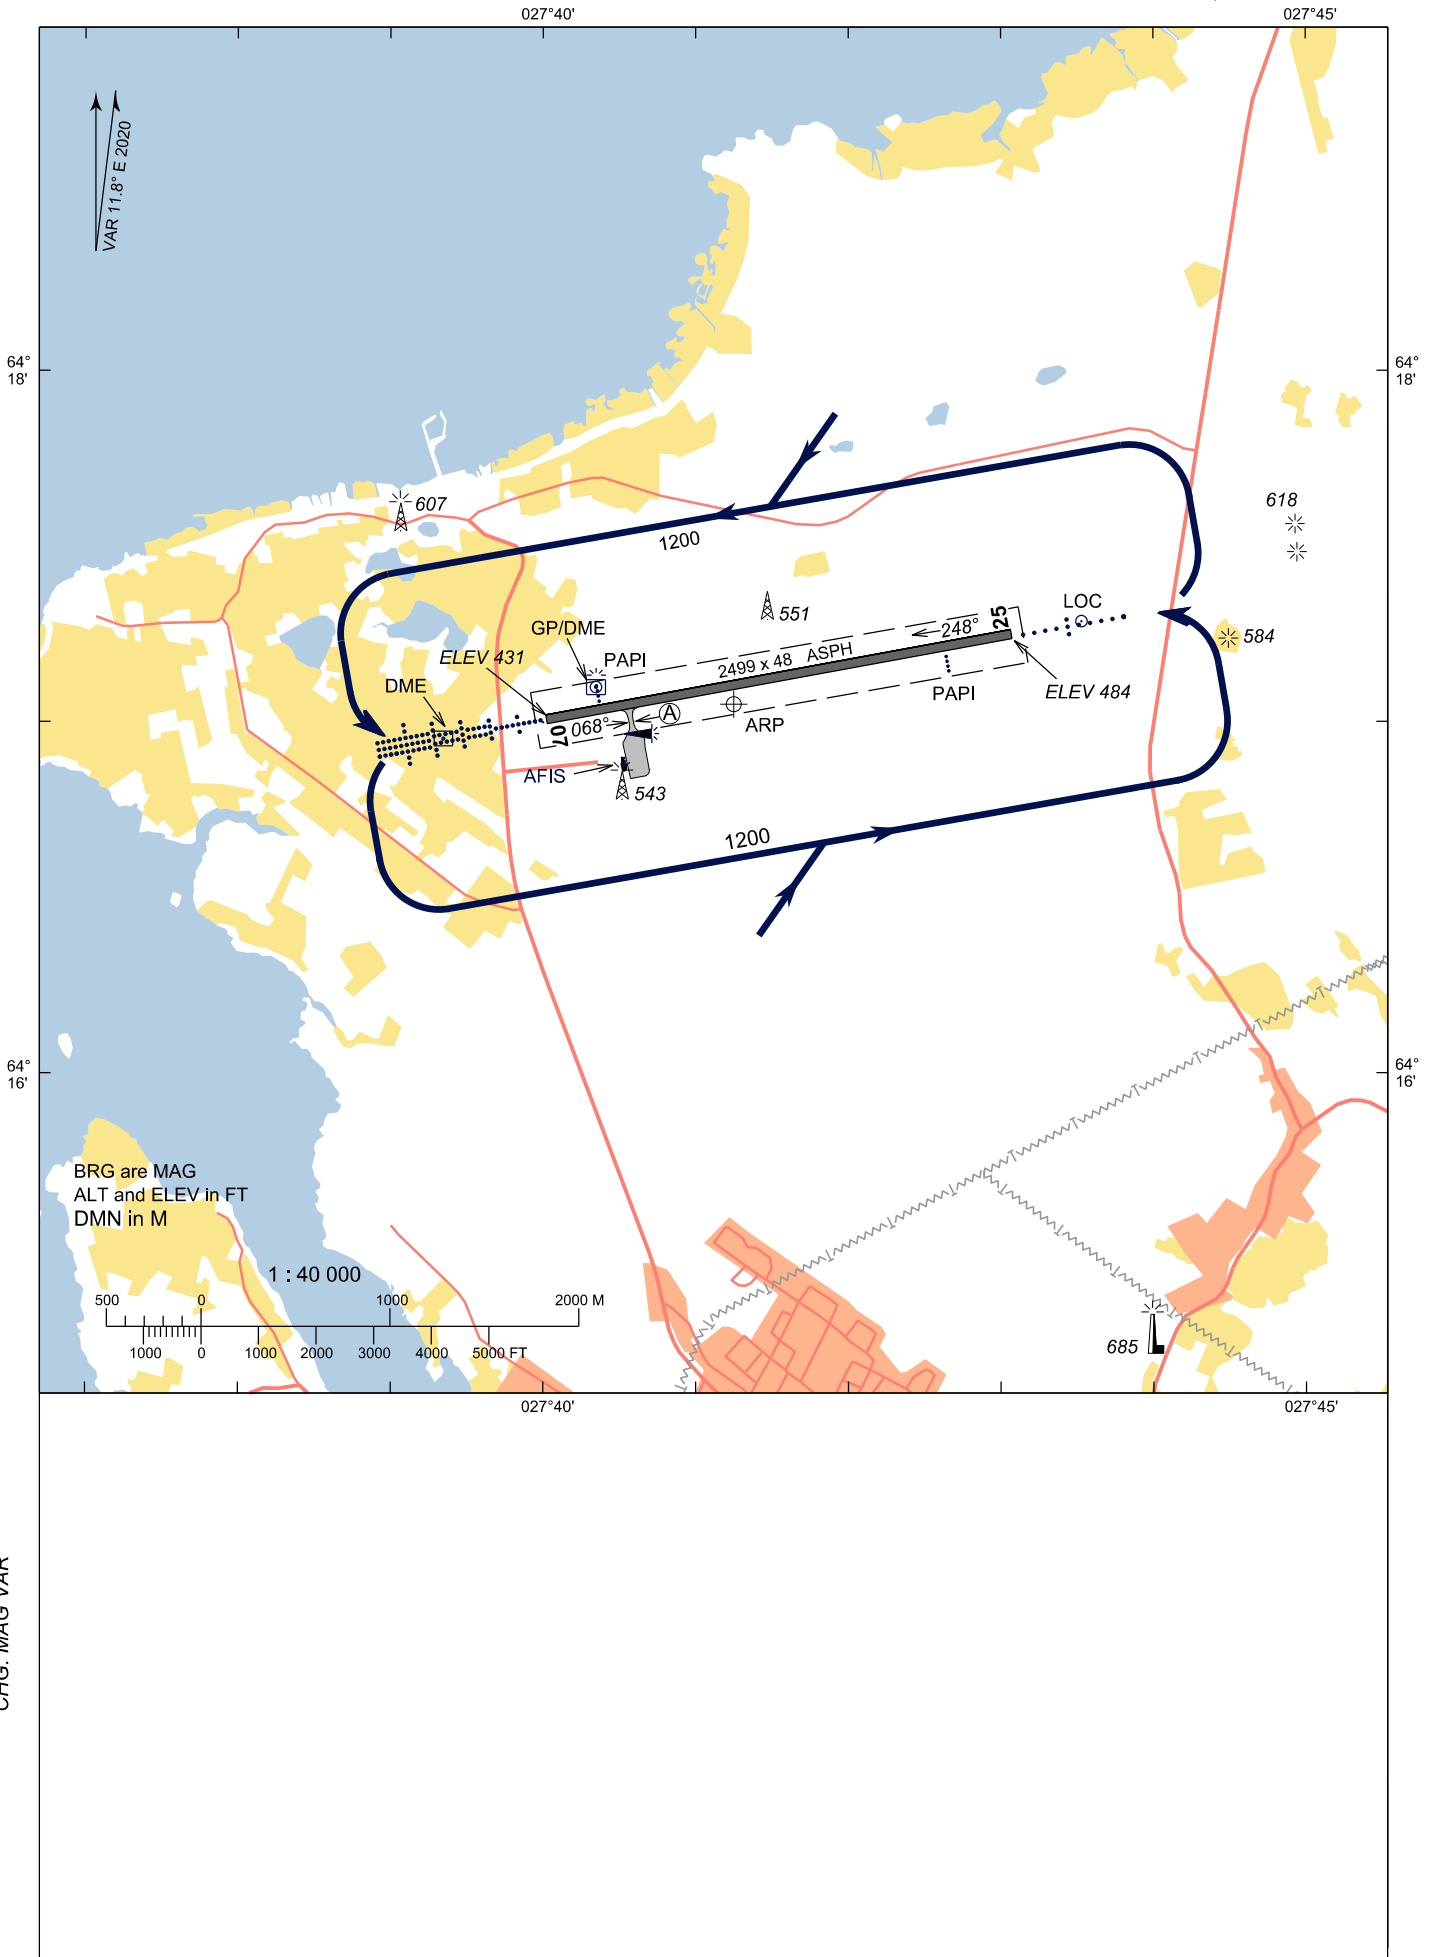 027°40'
027°45'
VAR 11.8° E 2020
64°
18'
64°
18'
607
618
1200
551
LOC
25
584
GP/DME
248°
PAPI
ELEV 431
2499 x 48 ASPH
DME
PAPI
ELEV 484
07
068°
A
ARP
AFIS
543
1200
64°
16'
64°
16'
BRG are MAG
ALT and ELEV in FT
DMN in M
1 : 40 000
500 0 1000 2000 M
1000 0 1000 2000 3000 4000 5000 FT
685
027°40'
027°45'
CHG: MAG VAR